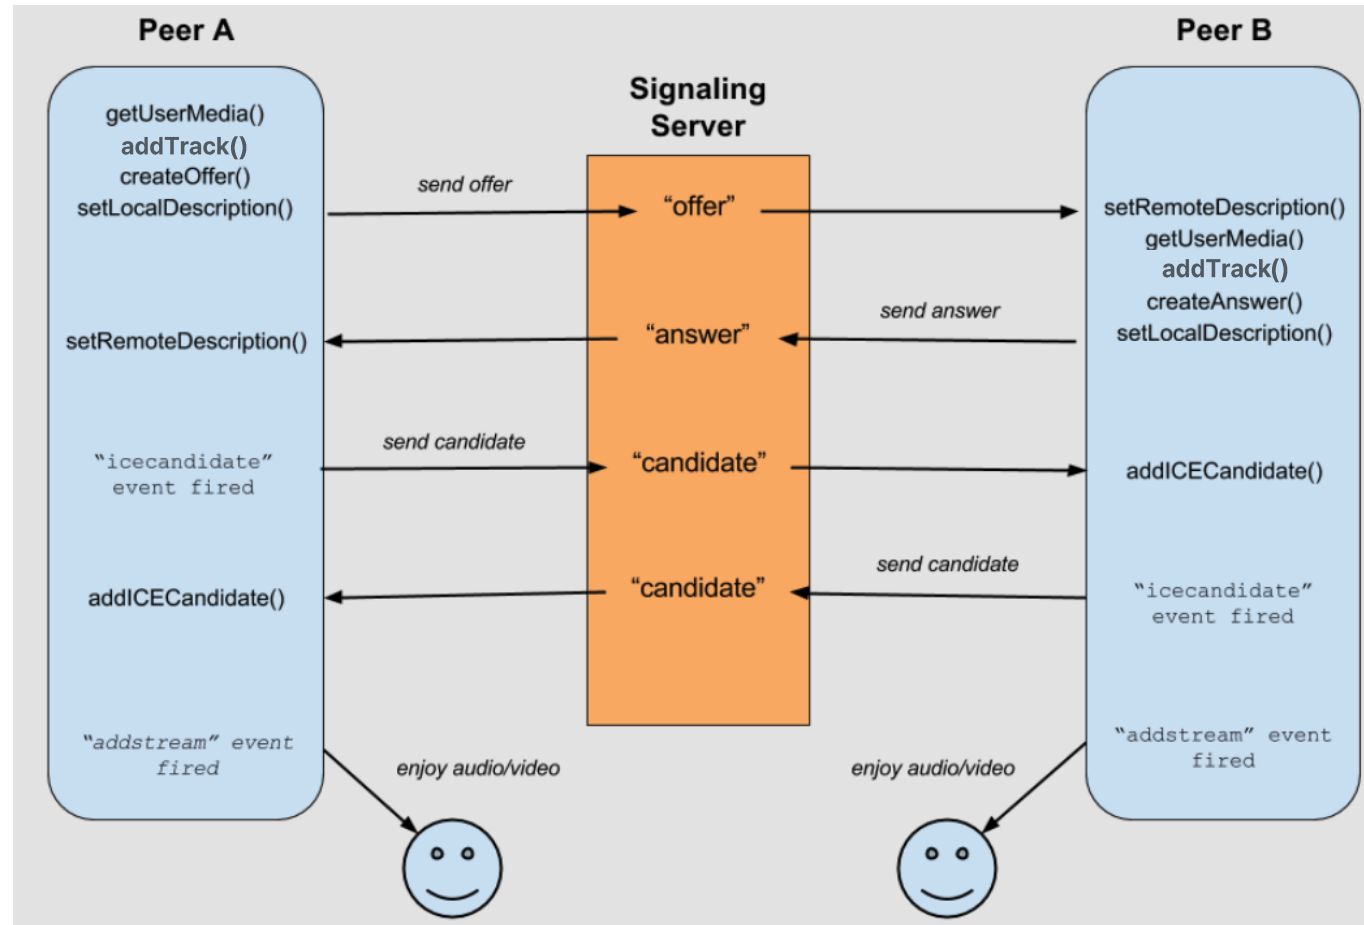 Peer A
Peer B
Signaling
Server
getUserMedia()
addTrack()
createOffer()
setLocalDescription()
send offer
“offer”
setRemoteDescription()
getUserMedia()
addTrack()
createAnswer()
setLocalDescription()
send answer
“answer”
setRemoteDescription()
“icecandidate”
event fired
send candidate
“candidate”
addICECandidate()
“icecandidate”
event fired
send candidate
“candidate”
addICECandidate()
“addstream” event
fired
enjoy audio/video
“addstream” event
fired
enjoy audio/video